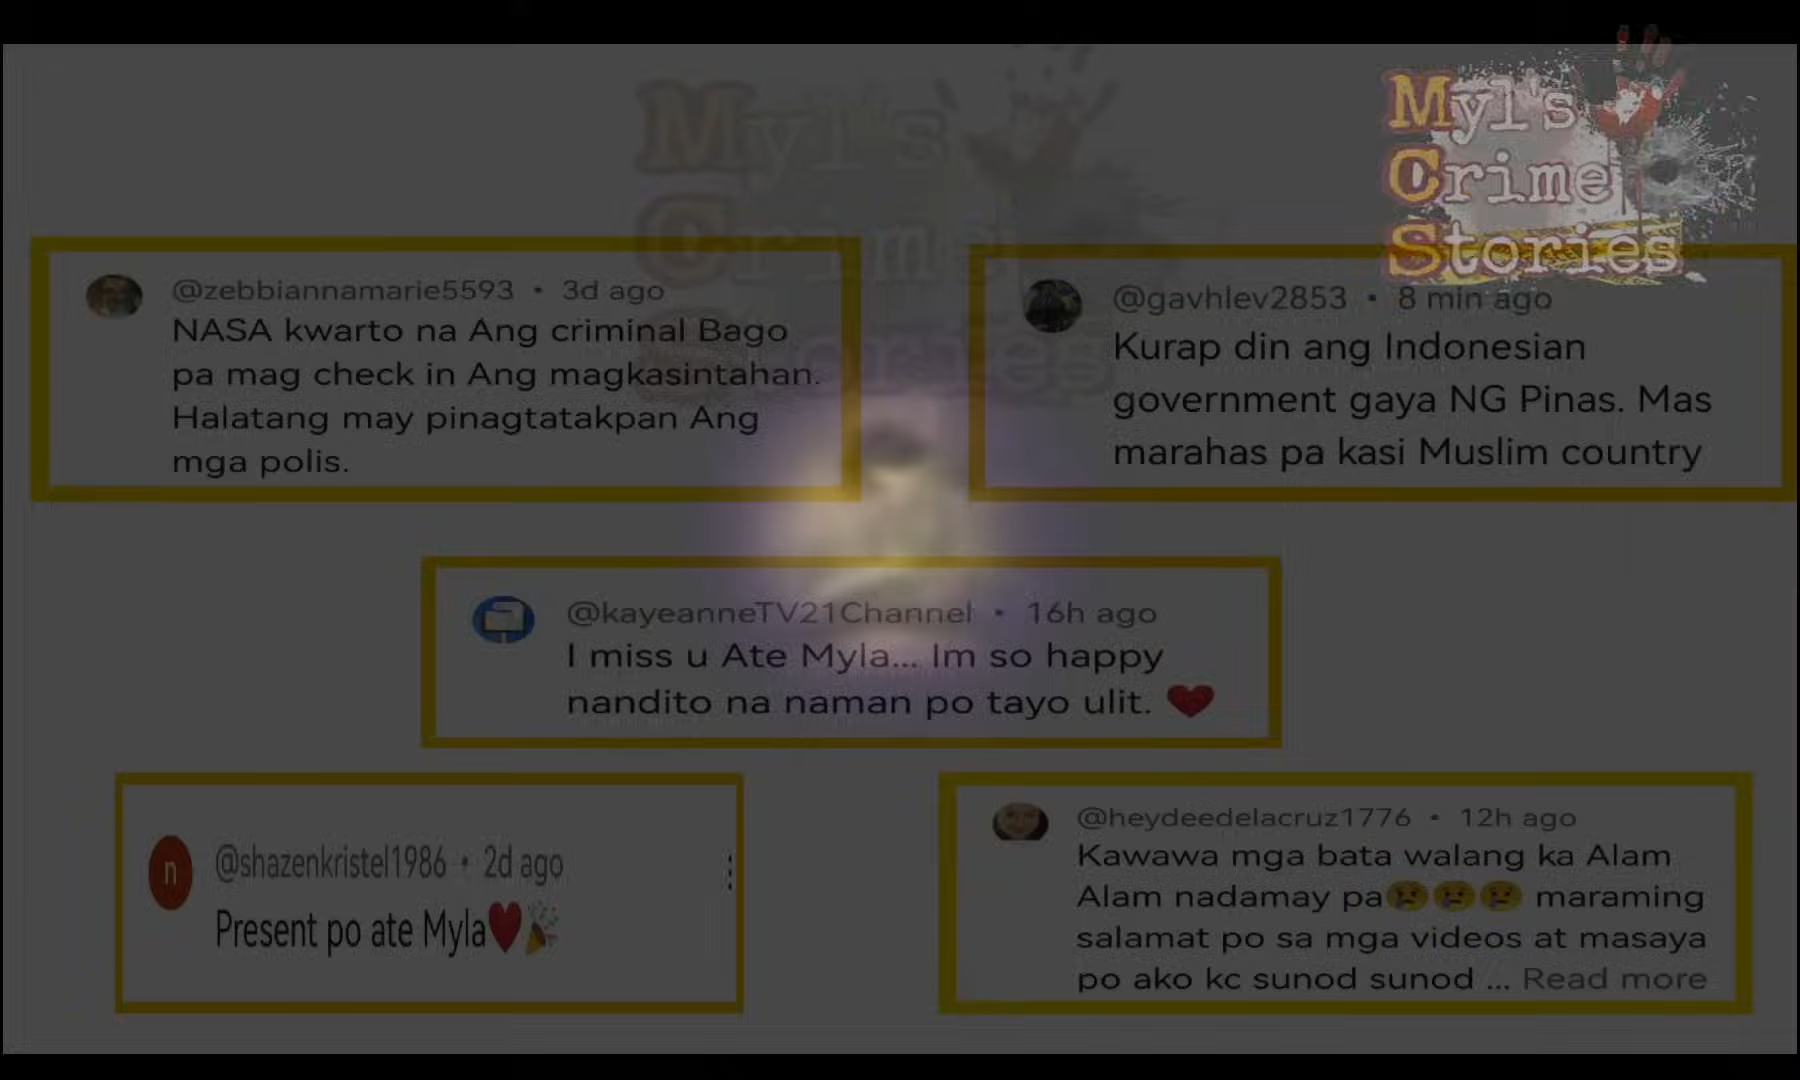 Myl's
Crime
Stories
Myl's
Crime
Stories
@zebbiannamarie5593 • 3d ago
NASA kwarto na Ang criminal Bago
pa mag check in Ang magkasintahan.
Halatang may pinagtatakpan Ang
mga polis.
@gavhlev2853 • 8 min ago
Kurap din ang Indonesian
government gaya NG Pinas. Mas
marahas pa kasi Muslim country
@kayeanneTV21Channel • 16h ago
I miss u Ate Myla... Im so happy
nandito na naman po tayo ulit. ❤️
n
@shazenkristel1986 • 2d ago
Present po ate Myla♥️🎉
@heydeedelacruz1776 • 12h ago
Kawawa mga bata walang ka Alam
Alam nadamay pa😢😢😢 maraming
salamat po sa mga videos at masaya
po ako kc sunod sunod ... Read more